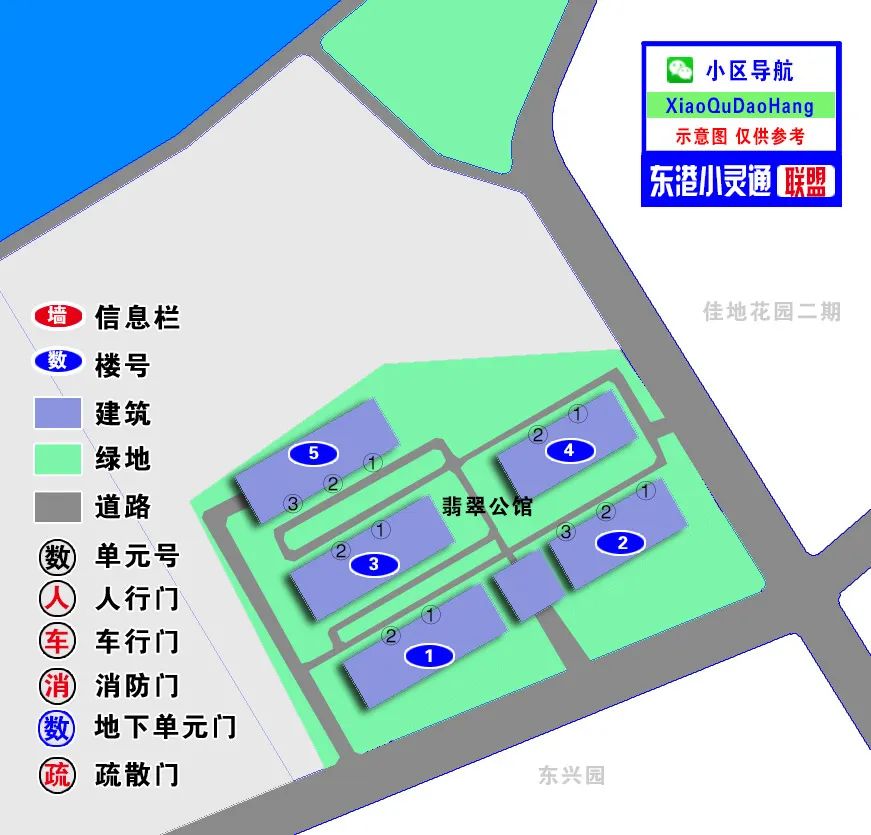 小区导航
XiaoQuDaoHang
示意图 仅供参考
东港小灵通 联盟
佳地花园二期
墙 信息栏
数 楼号
建筑
绿地
道路
数 单元号
人 人行门
车 车行门
消 消防门
数 地下单元门
疏 疏散门
5
① 
②
③
①
②
4
翡翠公馆
①
②
3
①
②
③
2
①
②
1
东兴园